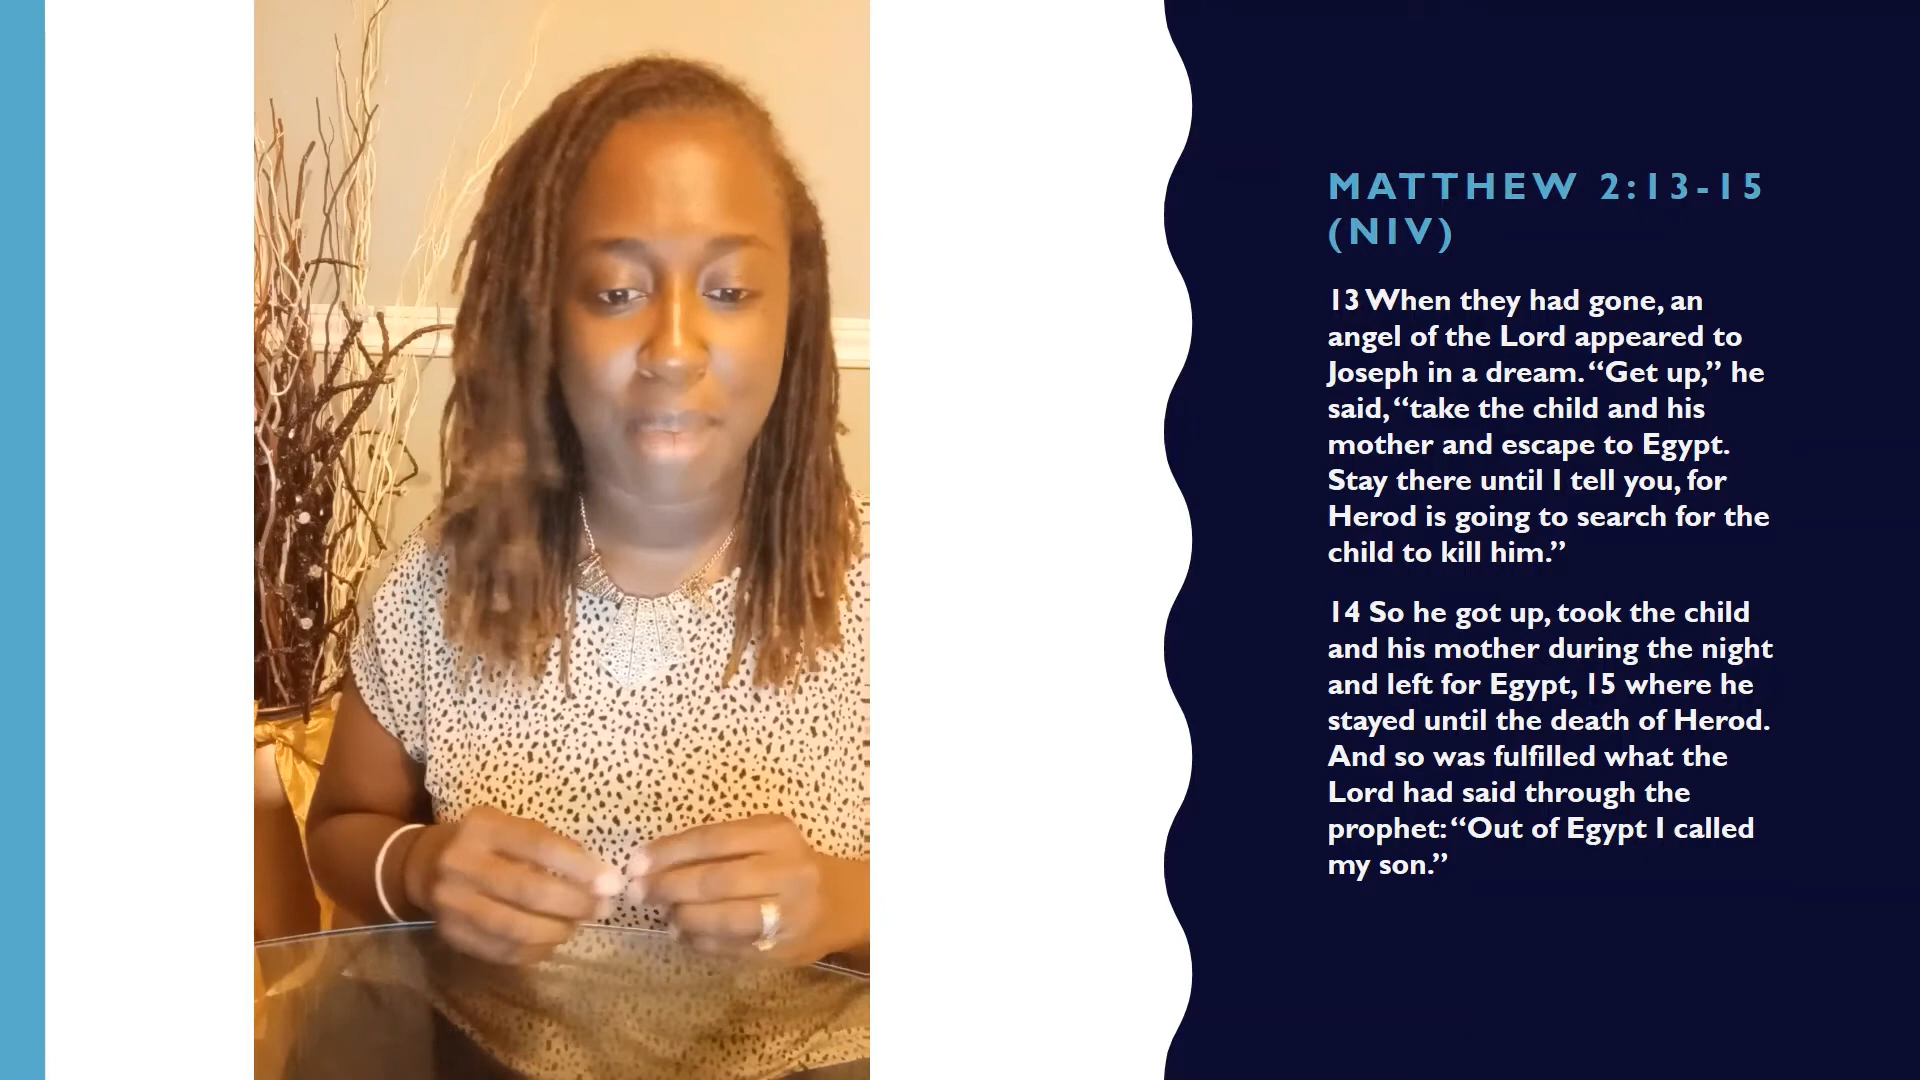 MATTHEW 2:13-15
(NIV)
13 When they had gone, an
angel of the Lord appeared to
Joseph in a dream. “Get up,” he
said, “take the child and his
mother and escape to Egypt.
Stay there until I tell you, for
Herod is going to search for the
child to kill him.”
14 So he got up, took the child
and his mother during the night
and left for Egypt, 15 where he
stayed until the death of Herod.
And so was fulfilled what the
Lord had said through the
prophet: “Out of Egypt I called
my son.”